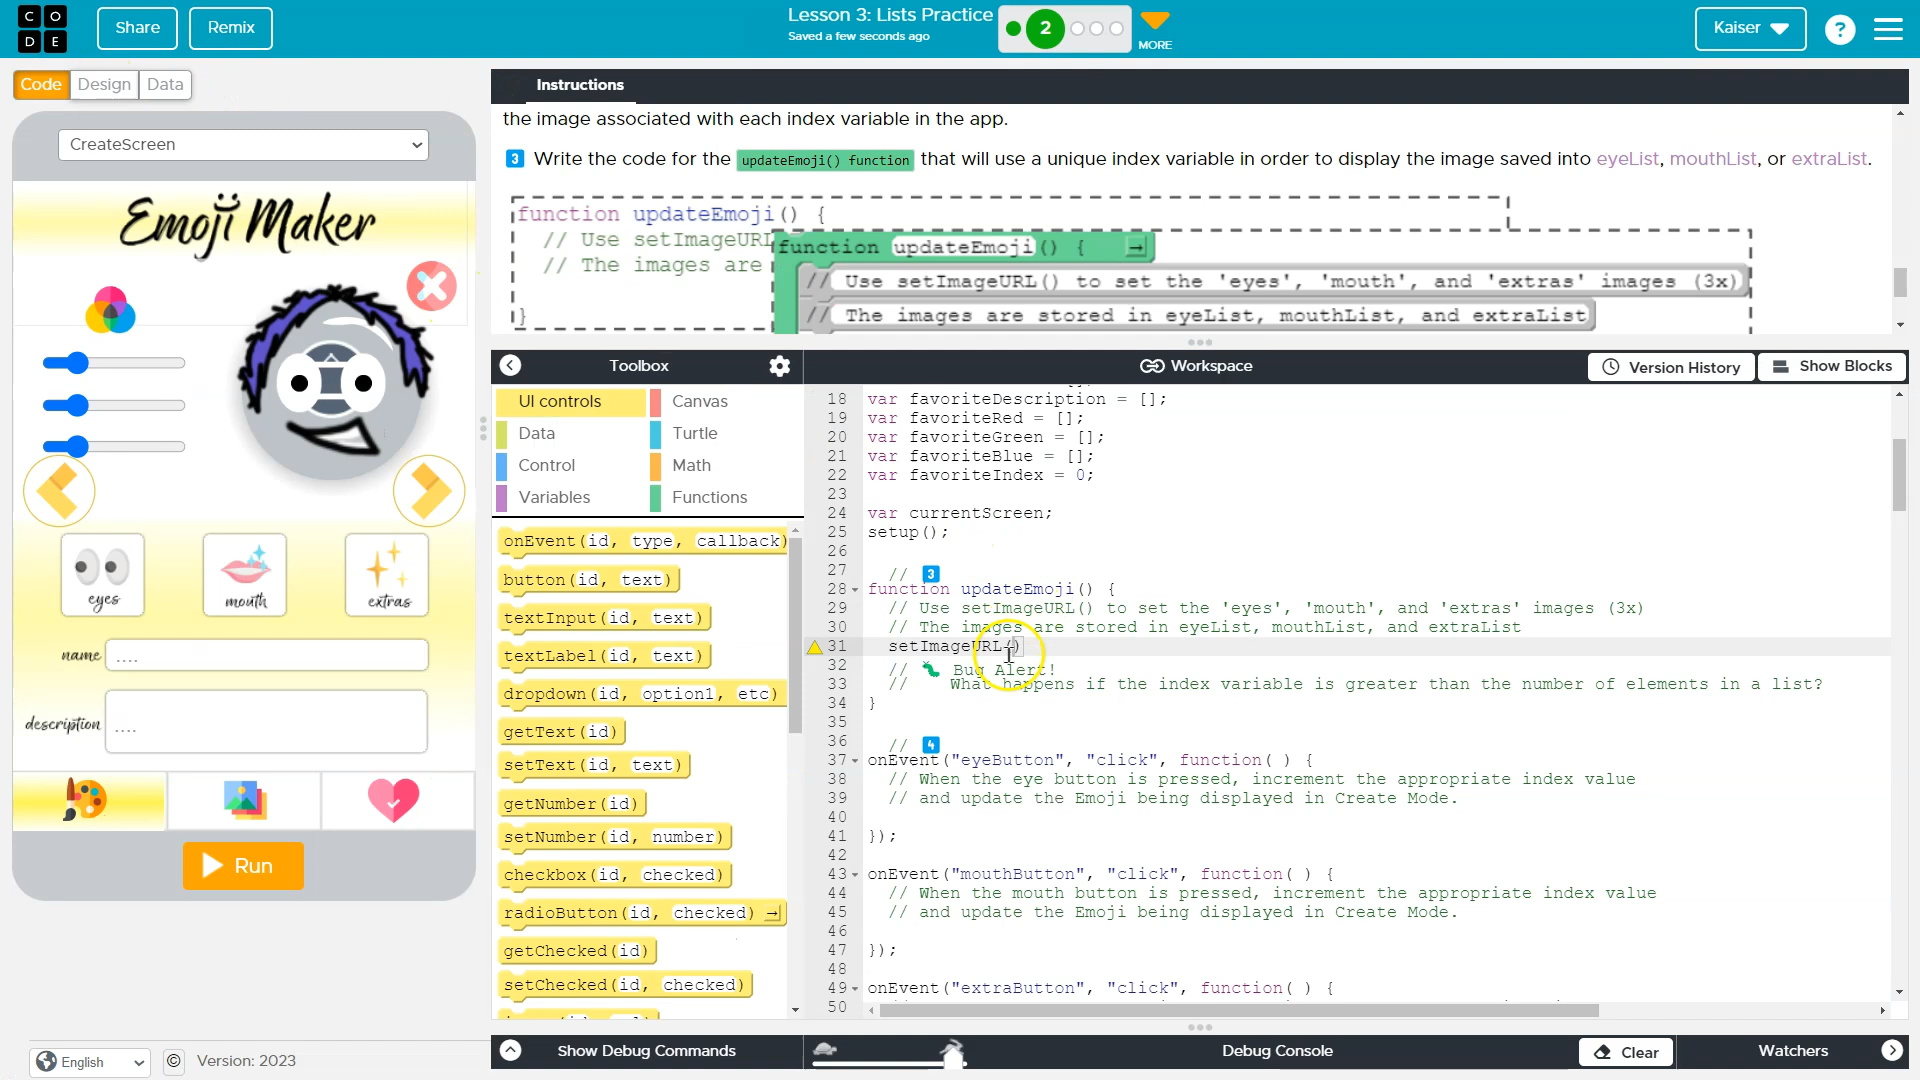 CODE
Share
Remix
Lesson 3: Lists Practice
Saved a few seconds ago
2
MORE
Kaiser
?
Code
Design
Data
CreateScreen
Emoji Maker
eyes
mouth
extras
name
....
description
....
Run
English
©
Version: 2023
Instructions
the image associated with each index variable in the app.
3 Write the code for the updateEmoji() function that will use a unique index variable in order to display the image saved into eyeList, mouthList, or extraList.
function updateEmoji() {
// Use setImageURL
// The images are
}
function updateEmoji() {
// Use setImageURL() to set the 'eyes', 'mouth', and 'extras' images (3x)
// The images are stored in eyeList, mouthList, and extraList
Toolbox
Workspace
Version History
Show Blocks
UI controls
Canvas
Data
Turtle
Control
Math
Variables
Functions
onEvent(id, type, callback)
button(id, text)
textInput(id, text)
textLabel(id, text)
dropdown(id, option1, etc)
getText(id)
setText(id, text)
getNumber(id)
setNumber(id, number)
checkbox(id, checked)
radioButton(id, checked)
getChecked(id)
setChecked(id, checked)
18 var favoriteDescription = [];
19 var favoriteRed = [];
20 var favoriteGreen = [];
21 var favoriteBlue = [];
22 var favoriteIndex = 0;
23
24 var currentScreen;
25 setup();
26
27 // 3
28 function updateEmoji() {
29 // Use setImageURL() to set the 'eyes', 'mouth', and 'extras' images (3x)
30 // The images are stored in eyeList, mouthList, and extraList
31 setImageURL()
32 // Bug Alert!
33 // What happens if the index variable is greater than the number of elements in a list?
34 }
35
36 // 4
37 onEvent("eyeButton", "click", function( ) {
38 // When the eye button is pressed, increment the appropriate index value
39 // and update the Emoji being displayed in Create Mode.
40
41 });
42
43 onEvent("mouthButton", "click", function( ) {
44 // When the mouth button is pressed, increment the appropriate index value
45 // and update the Emoji being displayed in Create Mode.
46
47 });
48
49 onEvent("extraButton", "click", function( ) {
50
Show Debug Commands
Debug Console
Clear
Watchers